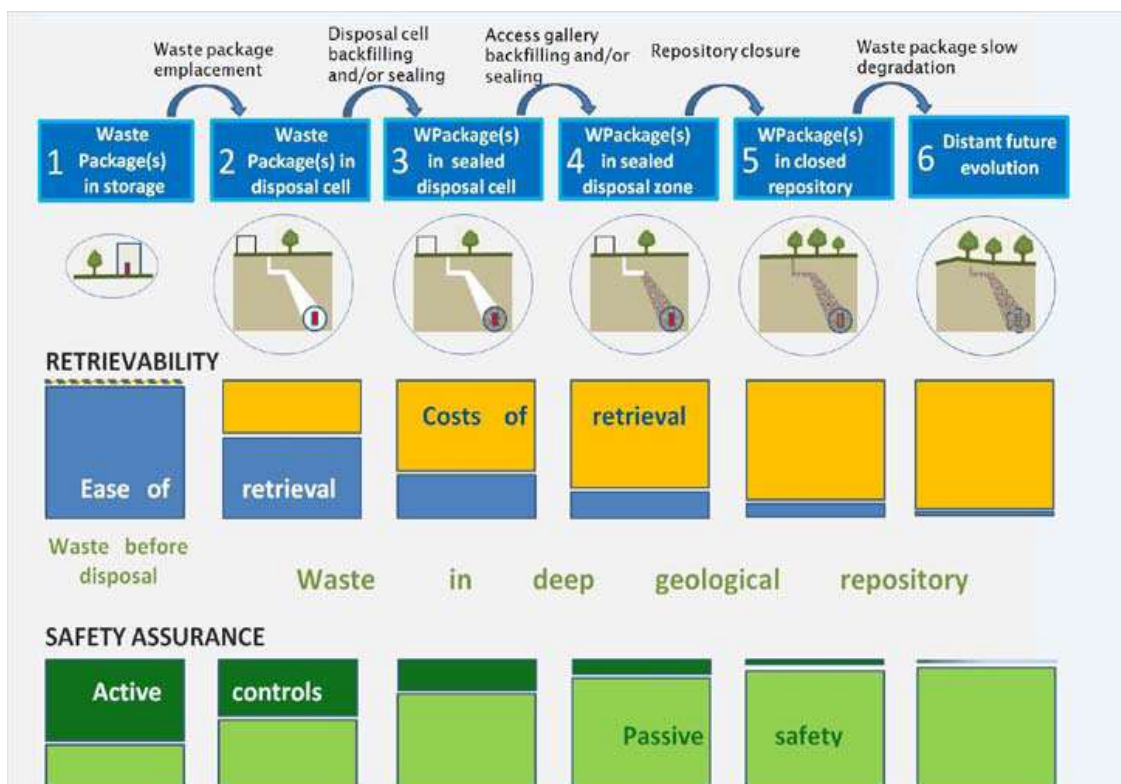 Waste package
emplacement
Disposal cell
backfilling
and/or sealing
Access gallery
backfilling and/or
sealing
Repository closure
Waste package slow
degradation
1 Waste
Package(s)
in storage
2 Waste
Package(s) in
disposal cell
3 WPackage(s)
in sealed
disposal cell
4 WPackage(s)
in sealed
disposal zone
5 WPackage(s)
in closed
repository
6 Distant future
evolution
RETRIEVABILITY
Costs of retrieval
Ease of retrieval
Waste before
disposal
Waste in deep geological repository
SAFETY ASSURANCE
Active controls
Passive safety